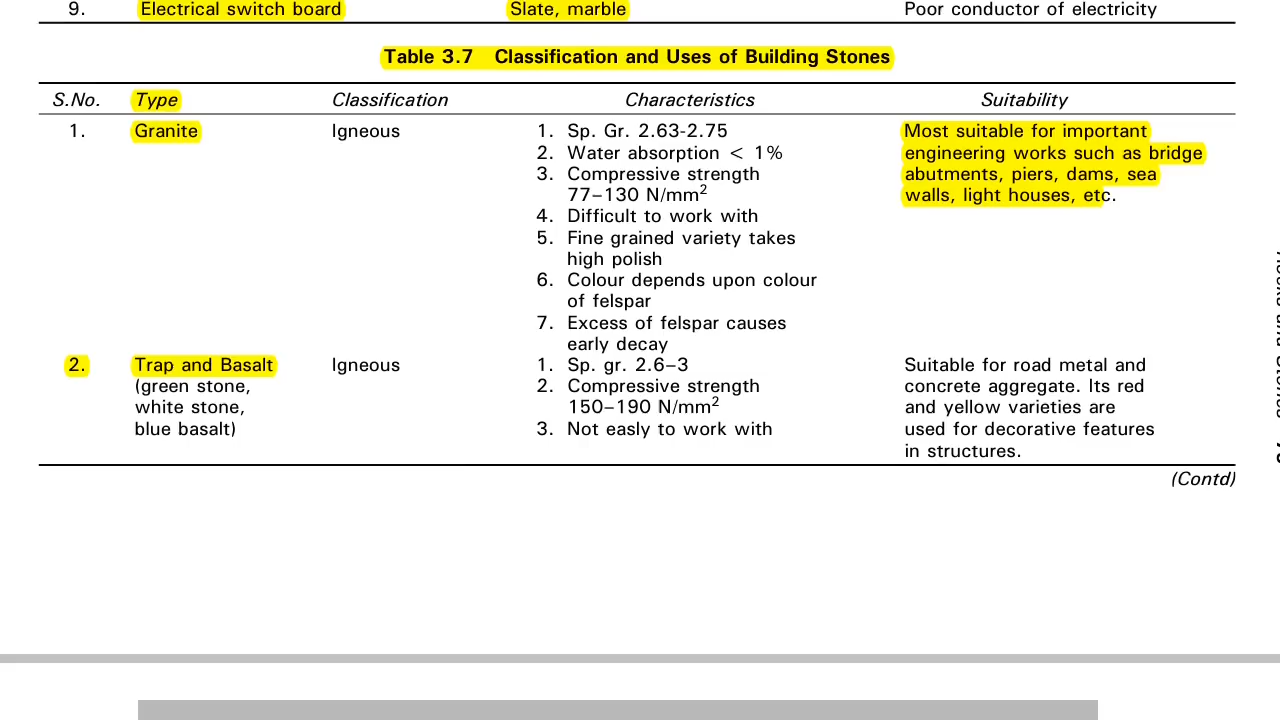 9. Electrical switch board Slate, marble Poor conductor of electricity
Table 3.7 Classification and Uses of Building Stones
S.No. Type Classification Characteristics Suitability
1. Granite Igneous 1. Sp. Gr. 2.63-2.75 Most suitable for important
2. Water absorption < 1% engineering works such as bridge
3. Compressive strength abutments, piers, dams, sea
77–130 N/mm² walls, light houses, etc.
4. Difficult to work with
5. Fine grained variety takes
high polish
6. Colour depends upon colour
of felspar
7. Excess of felspar causes
early decay
2. Trap and Basalt Igneous 1. Sp. gr. 2.6–3 Suitable for road metal and
(green stone, 2. Compressive strength concrete aggregate. Its red
white stone, 150–190 N/mm² and yellow varieties are
blue basalt) 3. Not easly to work with used for decorative features
in structures.
(Contd)